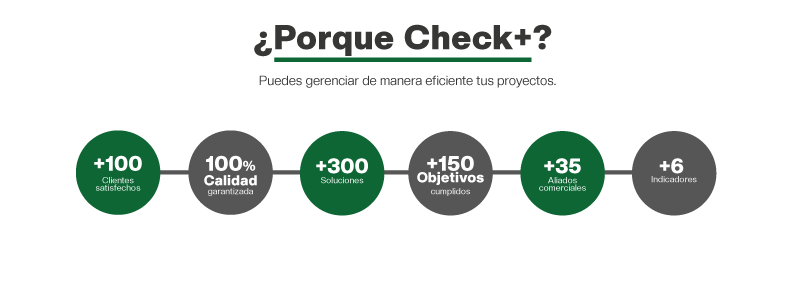 ¿Porque Check+?
Puedes gerenciar de manera eficiente tus proyectos.
+100
Clientes
satisfechos
100%
Calidad
garantizada
+300
Soluciones
+150
Objetivos
cumplidos
+35
Aliados
comerciales
+6
Indicadores